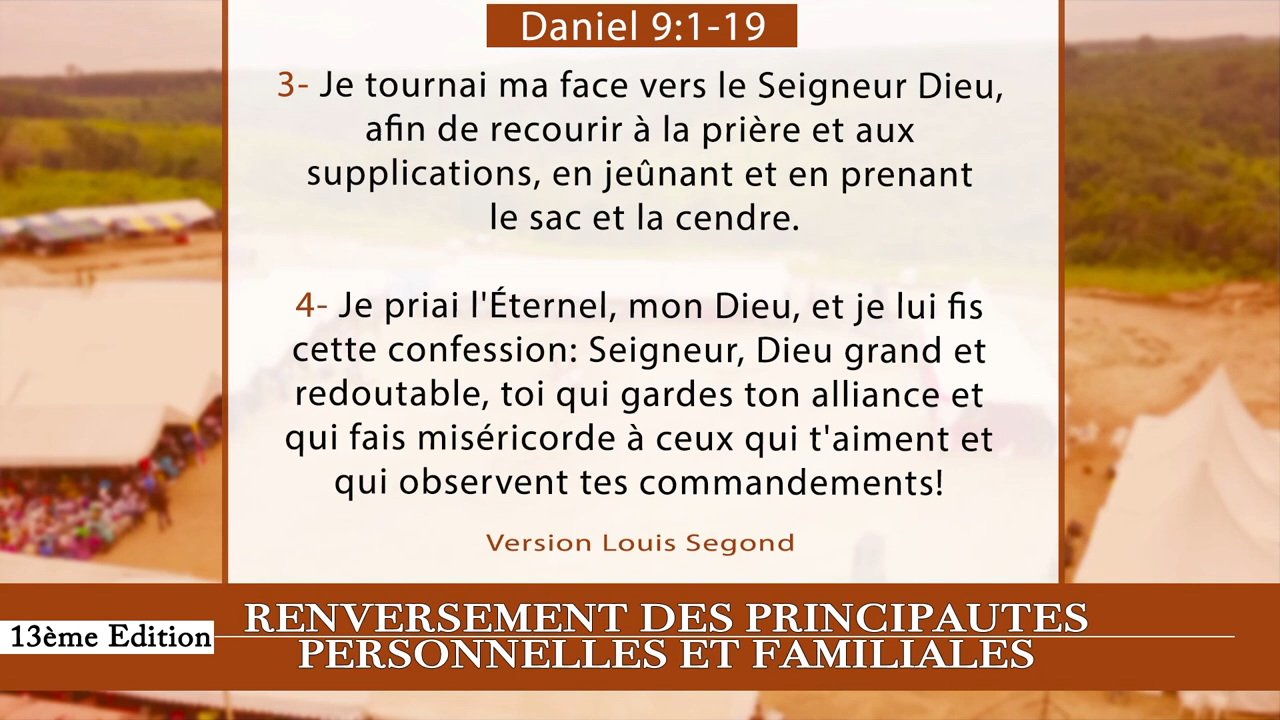 Daniel 9:1-19
3- Je tournai ma face vers le Seigneur Dieu,
afin de recourir à la prière et aux
supplications, en jeûnant et en prenant
le sac et la cendre.
4- Je priai l'Éternel, mon Dieu, et je lui fis
cette confession: Seigneur, Dieu grand et
redoutable, toi qui gardes ton alliance et
qui fais miséricorde à ceux qui t'aiment et
qui observent tes commandements!
Version Louis Segond
13ème Edition
RENVERSEMENT DES PRINCIPAUTES
PERSONNELLES ET FAMILIALES